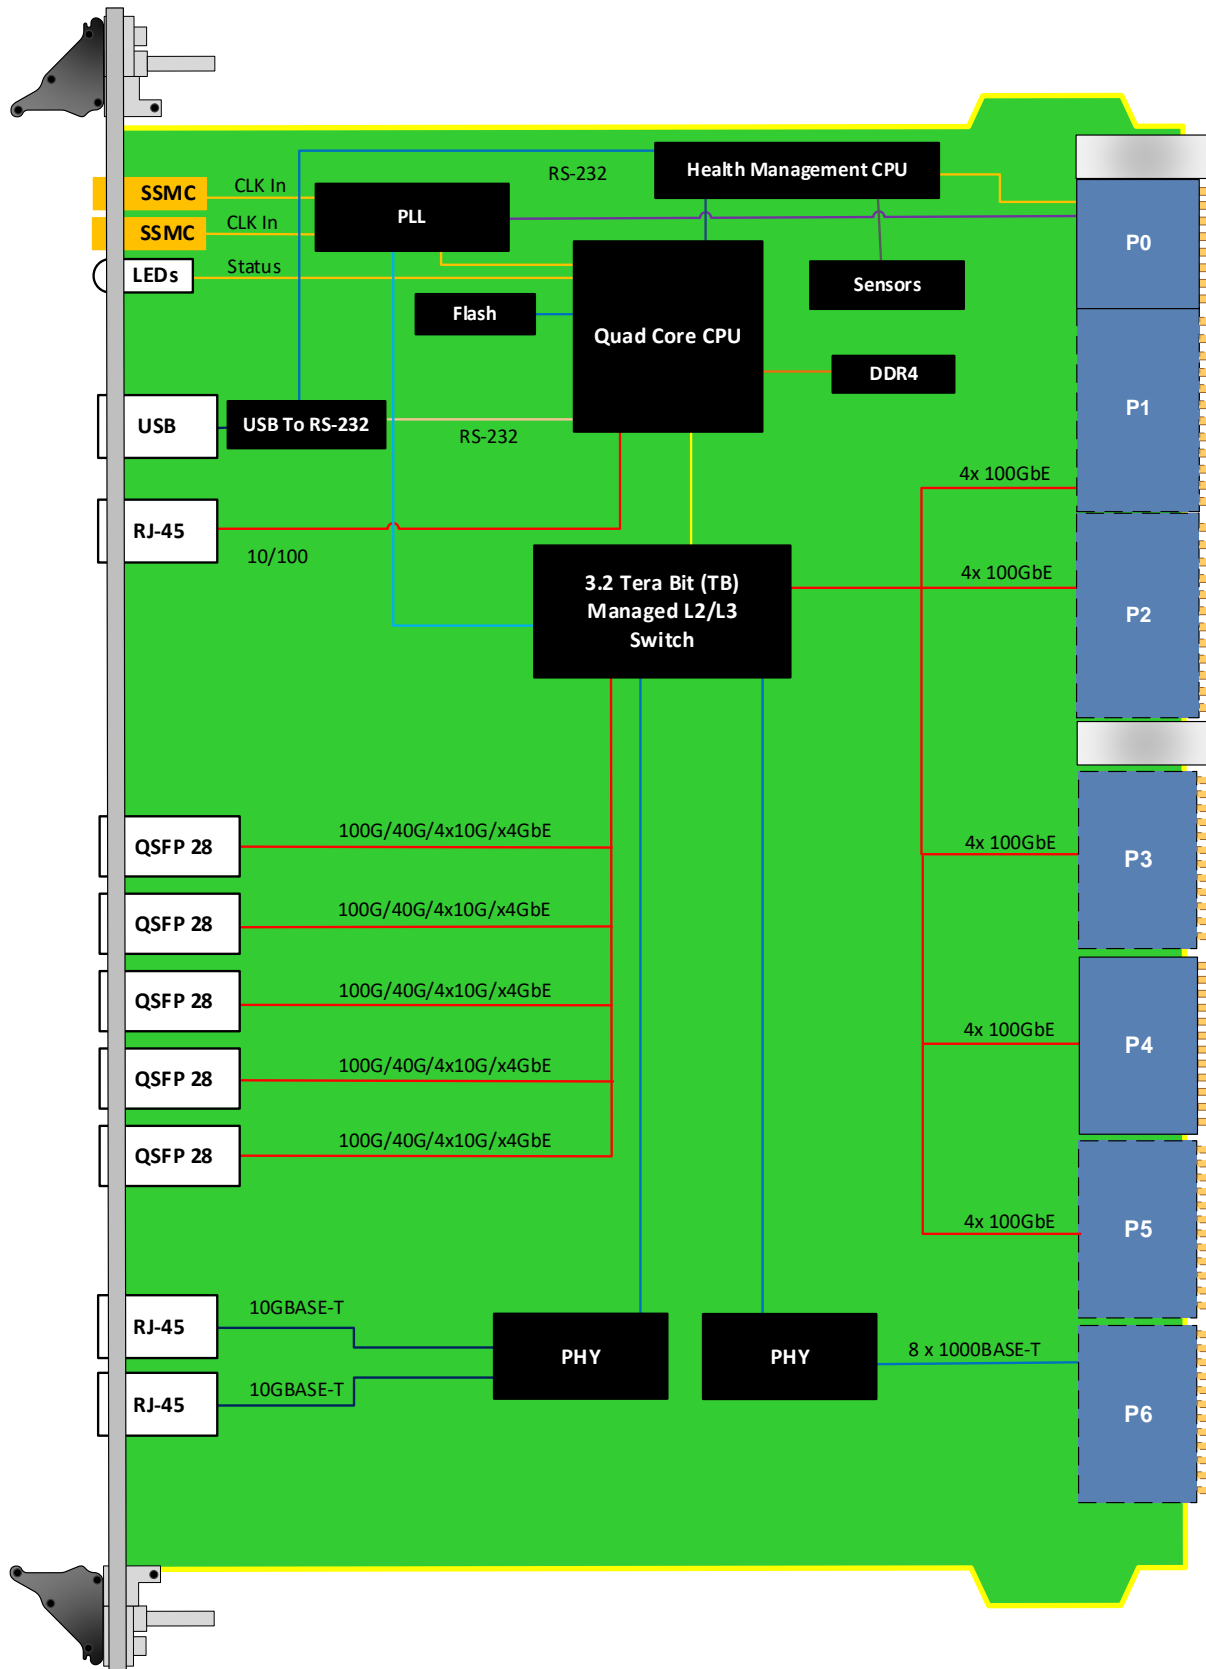 RS-232
Health Management CPU
SSMC
CLK In
PLL
SSMC
CLK In
P0
LEDs
Status
Sensors
Flash
Quad Core CPU
DDR4
P1
USB
USB To RS-232
RS-232
4x 100GbE
RJ-45
10/100
3.2 Tera Bit (TB)
Managed L2/L3
Switch
4x 100GbE
P2
QSFP 28
100G/40G/4x10G/x4GbE
4x 100GbE
P3
QSFP 28
100G/40G/4x10G/x4GbE
QSFP 28
100G/40G/4x10G/x4GbE
4x 100GbE
P4
QSFP 28
100G/40G/4x10G/x4GbE
QSFP 28
100G/40G/4x10G/x4GbE
4x 100GbE
P5
RJ-45
10GBASE-T
PHY
PHY
8 x 1000BASE-T
RJ-45
10GBASE-T
P6